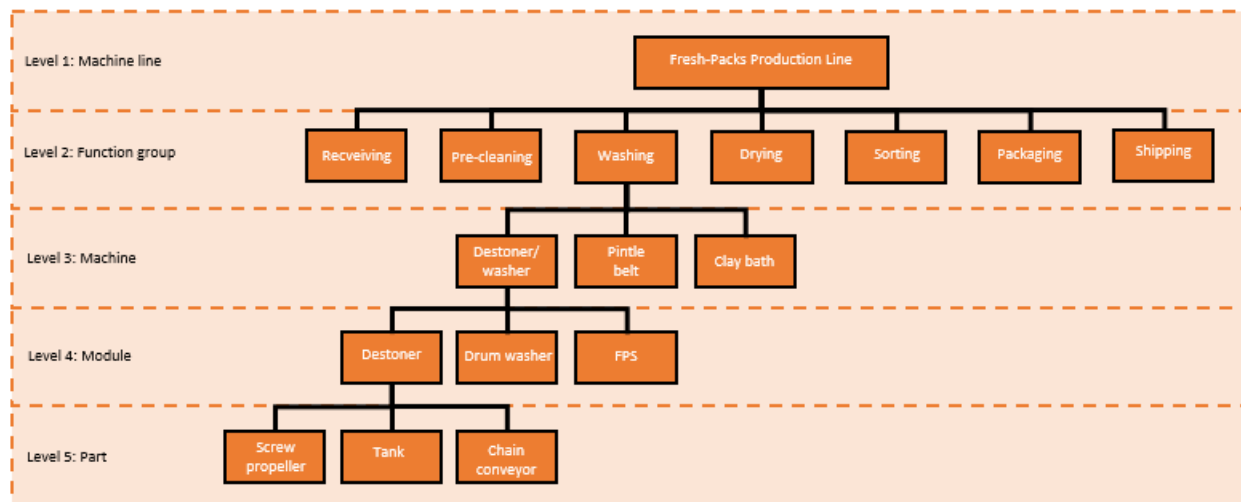 Level 1: Machine line
Fresh-Packs Production Line
Level 2: Function group
Recveiving
Pre-cleaning
Washing
Drying
Sorting
Packaging
Shipping
Level 3: Machine
Destoner/
washer
Pintle
belt
Clay bath
Level 4: Module
Destoner
Drum washer
FPS
Level 5: Part
Screw
propeller
Tank
Chain
conveyor